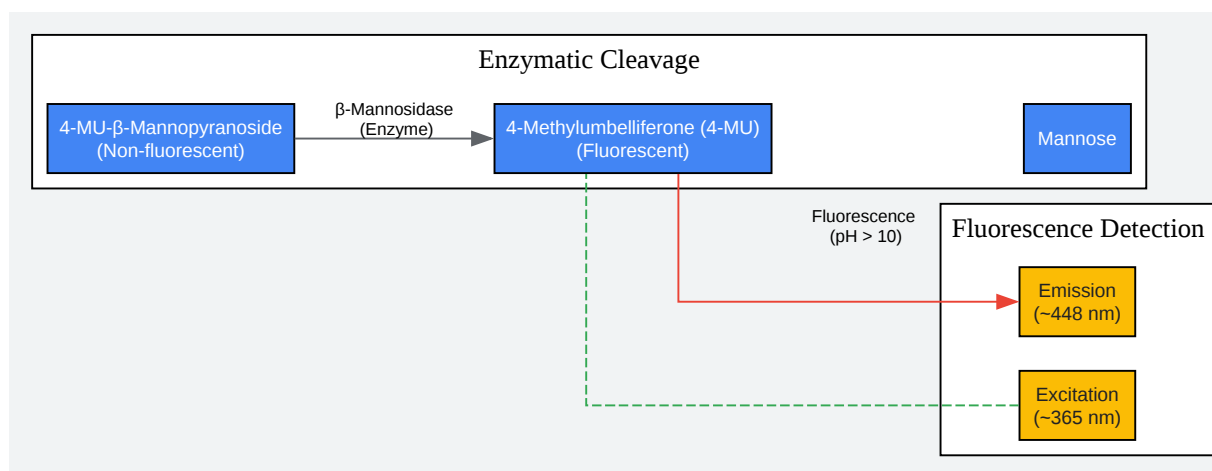 Enzymatic Cleavage
4-MU-β-Mannopyranoside
(Non-fluorescent)
β-Mannosidase
(Enzyme)
4-Methylumbelliferone (4-MU)
(Fluorescent)
Mannose
Fluorescence
(pH > 10)
Fluorescence Detection
Emission
(~448 nm)
Excitation
(~365 nm)